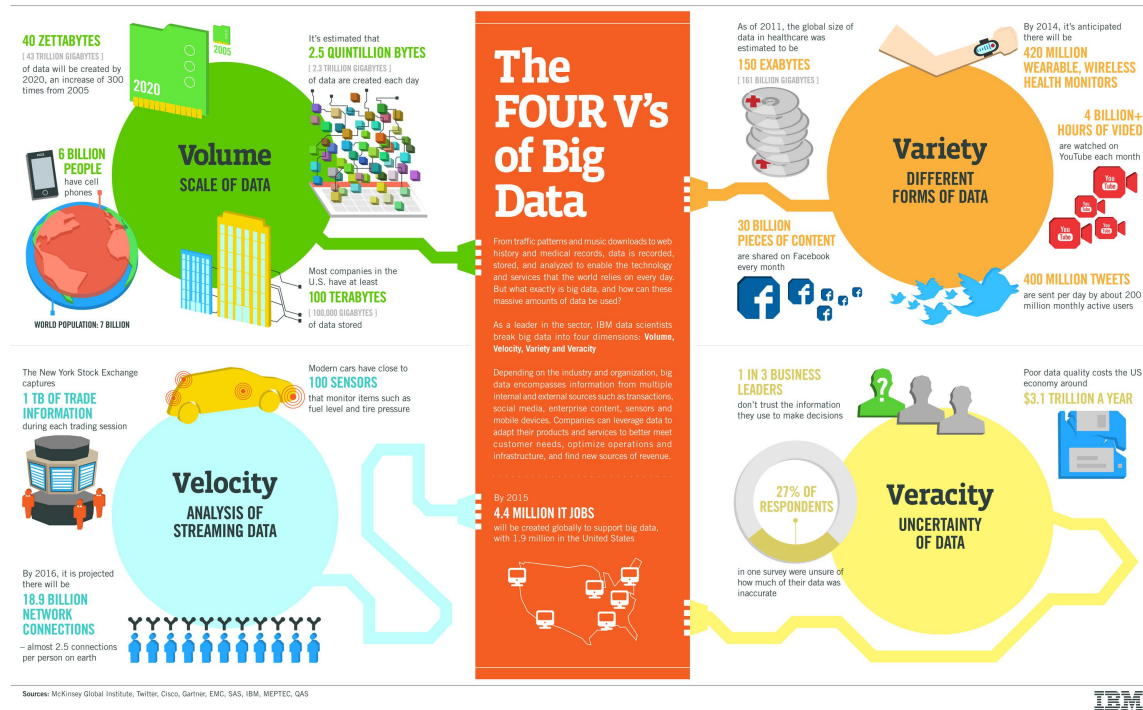 40 ZETTABYTES
[ 43 TRILLION GIGABYTES ]
of data will be created by
2020, an increase of 300
times from 2005
2005
2020
It's estimated that
2.5 QUINTILLION BYTES
[ 2.3 TRILLION GIGABYTES ]
of data are created each day
6 BILLION
PEOPLE
have cell
phones
Volume
SCALE OF DATA
WORLD POPULATION: 7 BILLION
Most companies in the
U.S. have at least
100 TERABYTES
[ 100,000 GIGABYTES ]
of data stored
The New York Stock Exchange
captures
1 TB OF TRADE
INFORMATION
during each trading session
Modern cars have close to
100 SENSORS
that monitor items such as
fuel level and tire pressure
Velocity
ANALYSIS OF
STREAMING DATA
By 2016, it is projected
there will be
18.9 BILLION
NETWORK
CONNECTIONS
– almost 2.5 connections
per person on earth
The
FOUR V's
of Big
Data
From traffic patterns and music downloads to web
history and medical records, data is recorded,
stored, and analyzed to enable the technology
and services that the world relies on every day.
But what exactly is big data, and how can these
massive amounts of data be used?
As a leader in the sector, IBM data scientists
break big data into four dimensions: Volume,
Velocity, Variety and Veracity
Depending on the industry and organization, big
data encompasses information from multiple
internal and external sources such as transactions,
social media, enterprise content, sensors and
mobile devices. Companies can leverage data to
adapt their products and services to better meet
customer needs, optimize operations and
infrastructure, and find new sources of revenue.
By 2015
4.4 MILLION IT JOBS
will be created globally to support big data,
with 1.9 million in the United States
As of 2011, the global size of
data in healthcare was
estimated to be
150 EXABYTES
[ 161 BILLION GIGABYTES ]
By 2014, it's anticipated
there will be
420 MILLION
WEARABLE, WIRELESS
HEALTH MONITORS
4 BILLION+
HOURS OF VIDEO
are watched on
YouTube each month
You
Tube
You
Tube
You
Tube
You
Tube
Variety
DIFFERENT
FORMS OF DATA
30 BILLION
PIECES OF CONTENT
are shared on Facebook
every month
f
f
f
f
f
f
400 MILLION TWEETS
are sent per day by about 200
million monthly active users
1 IN 3 BUSINESS
LEADERS
don't trust the information
they use to make decisions
?
Poor data quality costs the US
economy around
$3.1 TRILLION A YEAR
27% OF
RESPONDENTS
in one survey were unsure of
how much of their data was
inaccurate
Veracity
UNCERTAINTY
OF DATA
Sources: McKinsey Global Institute, Twitter, Cisco, Gartner, EMC, SAS, IBM, MEPTEC, QAS
IBM